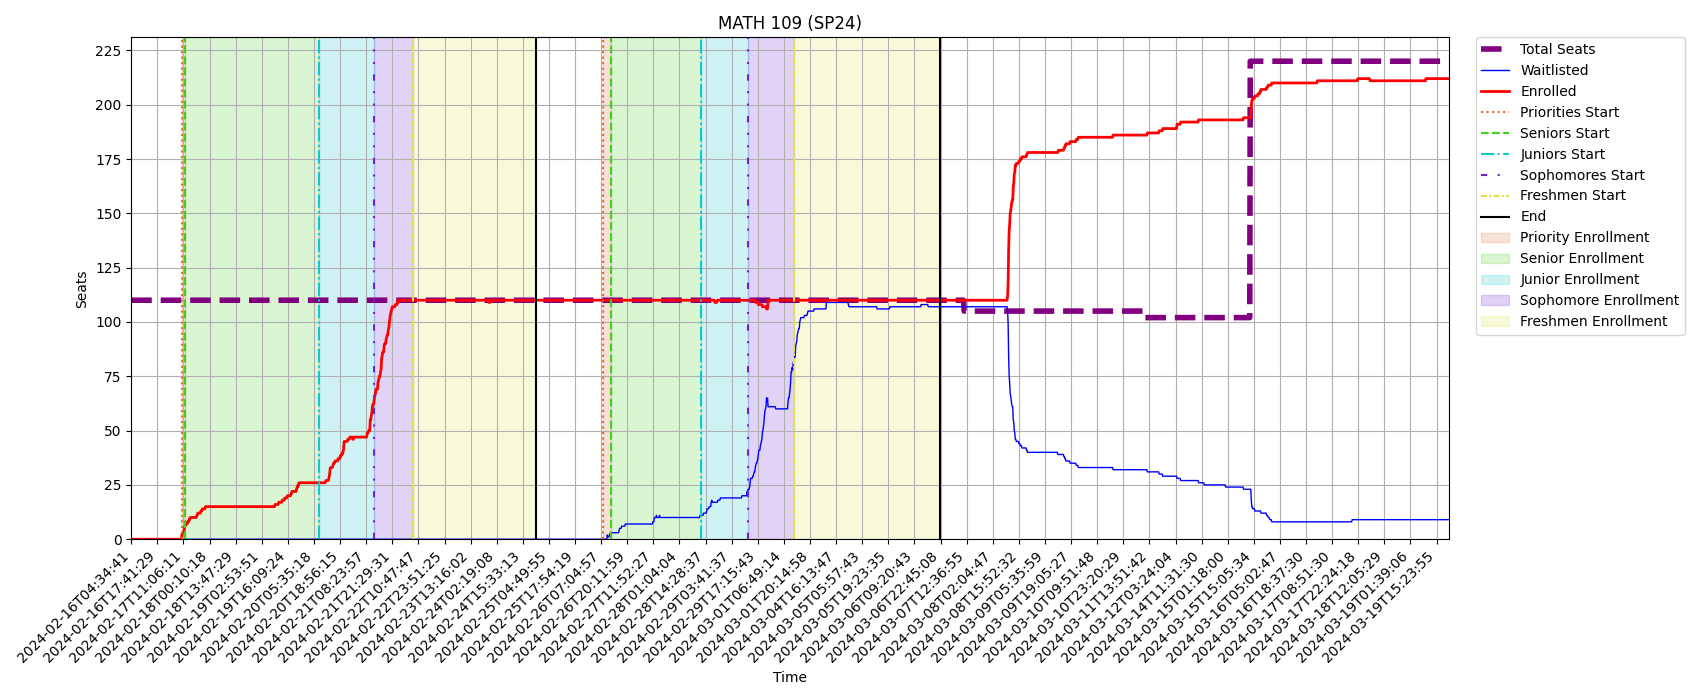 MATH 109 (SP24)
Seats
225
200
175
150
125
100
75
50
25
0
2024-02-16T04:34:41
2024-02-16T17:41:29
2024-02-17T11:06:11
2024-02-18T00:10:18
2024-02-18T13:47:29
2024-02-19T02:53:51
2024-02-19T16:09:24
2024-02-20T05:35:18
2024-02-20T18:56:15
2024-02-21T08:23:57
2024-02-21T21:29:31
2024-02-22T10:47:47
2024-02-23T13:51:25
2024-02-23T13:16:02
2024-02-24T02:19:08
2024-02-24T15:33:13
2024-02-25T04:49:55
2024-02-25T17:54:19
2024-02-26T07:04:57
2024-02-26T20:11:59
2024-02-27T11:52:27
2024-02-28T01:04:04
2024-02-28T14:28:37
2024-02-29T03:41:37
2024-02-29T17:15:43
2024-03-01T06:49:14
2024-03-01T20:14:58
2024-03-04T16:13:47
2024-03-05T05:57:43
2024-03-05T19:23:35
2024-03-06T09:20:43
2024-03-06T22:45:08
2024-03-07T12:36:55
2024-03-08T02:04:47
2024-03-08T15:52:32
2024-03-09T05:35:59
2024-03-09T19:05:27
2024-03-10T09:51:48
2024-03-10T23:20:29
2024-03-11T13:51:42
2024-03-12T03:24:04
2024-03-14T11:31:30
2024-03-15T01:18:00
2024-03-15T15:05:34
2024-03-16T05:02:47
2024-03-16T18:37:30
2024-03-17T08:51:30
2024-03-17T22:24:18
2024-03-18T12:05:29
2024-03-19T01:39:06
2024-03-19T15:23:55
Time
Total Seats
Waitlisted
Enrolled
Priorities Start
Seniors Start
Juniors Start
Sophomores Start
Freshmen Start
End
Priority Enrollment
Senior Enrollment
Junior Enrollment
Sophomore Enrollment
Freshmen Enrollment